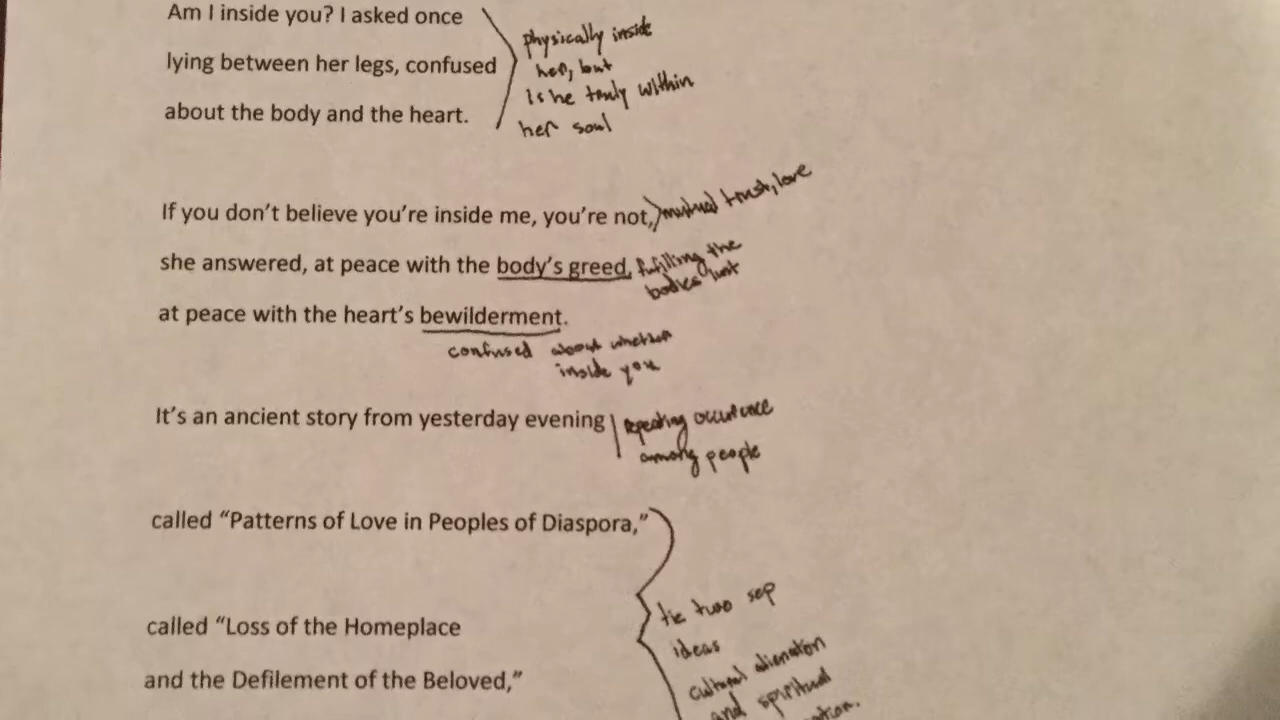 Am I inside you? I asked once
lying between her legs, confused
about the body and the heart.
physically inside
her, but
is he truly within
her soul
If you don't believe you're inside me, you're not,
mutual trust, love
she answered, at peace with the body's greed,
fulfilling the
bodies lust
at peace with the heart's bewilderment.
confused about whether
inside you
It's an ancient story from yesterday evening
repeating occurence
among people
called “Patterns of Love in Peoples of Diaspora,”
called “Loss of the Homeplace
and the Defilement of the Beloved,”
tie two sep
ideas
cultural alienation
and spiritual